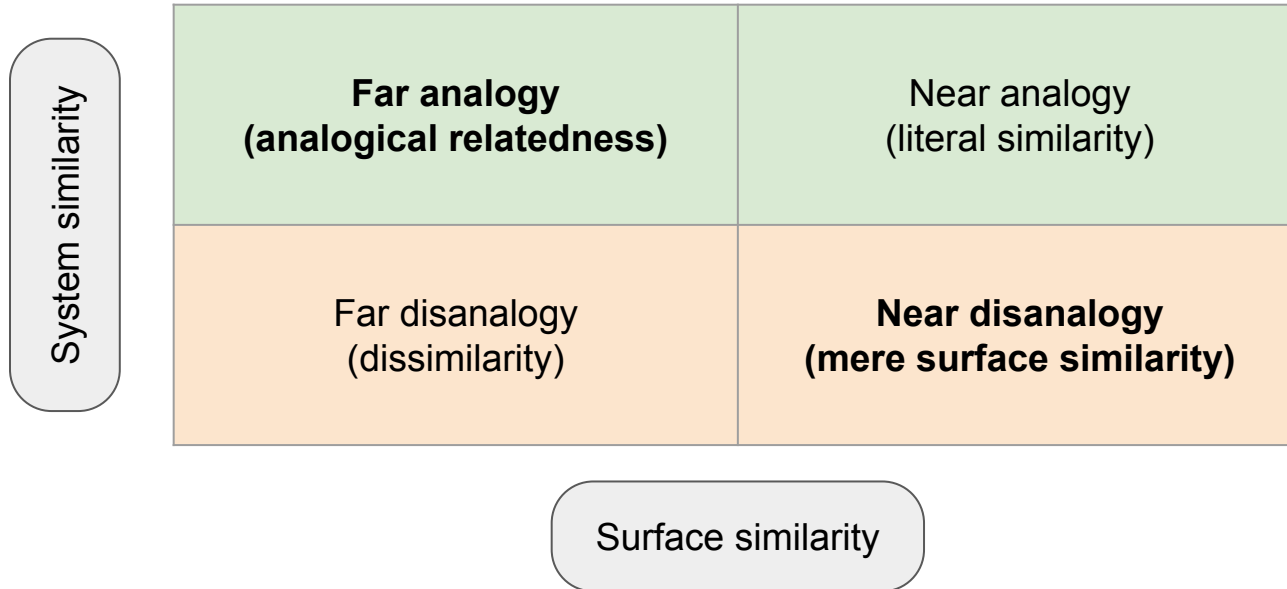 System similarity
Far analogy
(analogical relatedness)
Near analogy
(literal similarity)
Far disanalogy
(dissimilarity)
Near disanalogy
(mere surface similarity)
Surface similarity